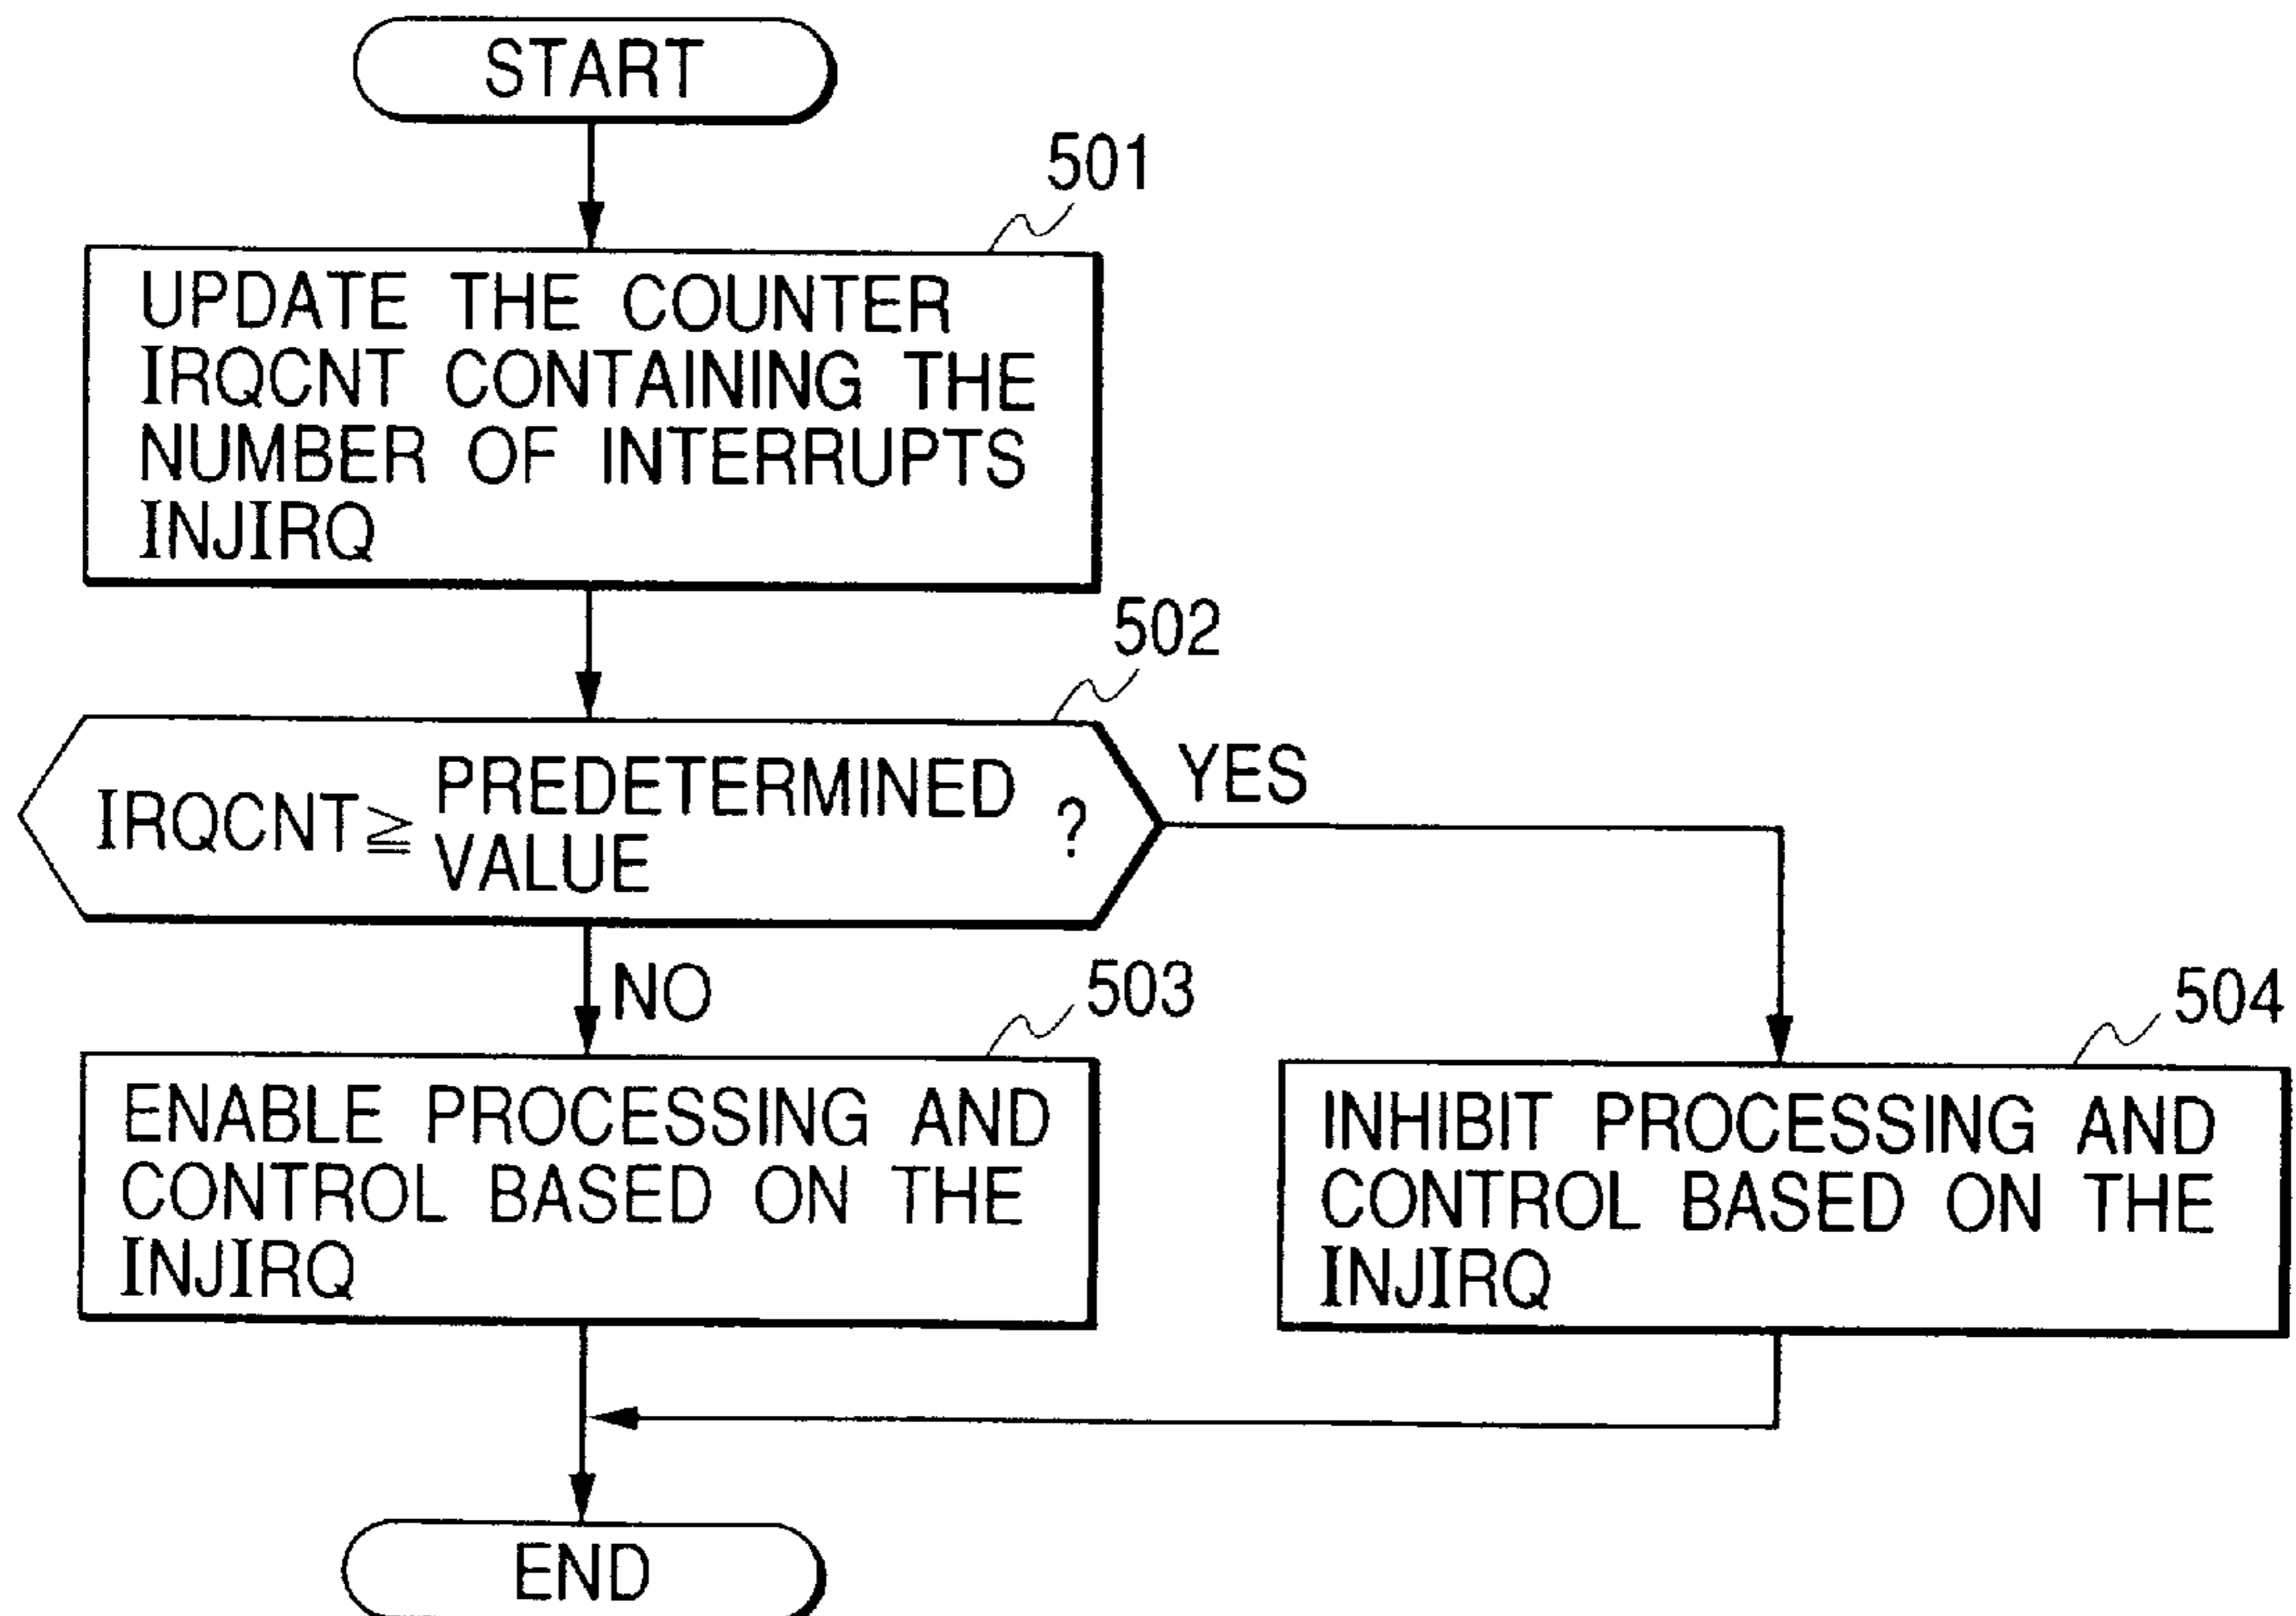 START
501
UPDATE THE COUNTER
IRQCNT CONTAINING THE
NUMBER OF INTERRUPTS
INJIRQ
502
IRQCNT≧ PREDETERMINED
VALUE ?
YES
NO
503
504
ENABLE PROCESSING AND
CONTROL BASED ON THE
INJIRQ
INHIBIT PROCESSING AND
CONTROL BASED ON THE
INJIRQ
END